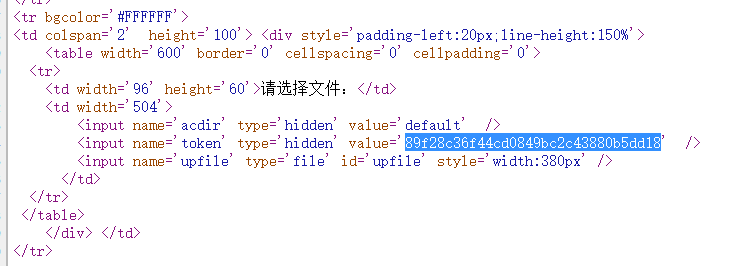 </tr>
<tr bgcolor='#FFFFFF'>
<td colspan='2'  height='100'> <div style='padding-left:20px;line-height:150%'>
<table width='600' border='0' cellspacing='0' cellpadding='0'>
<tr>
<td width='96' height='60'>请选择文件：</td>
<td width='504'>
<input name='acdir' type='hidden' value='default'  />
<input name='token' type='hidden' value='89f28c36f44cd0849bc2c43880b5dd18'  />
<input name='upfile' type='file' id='upfile' style='width:380px' />
</td>
</tr>
</table>
</div> </td>
</tr>